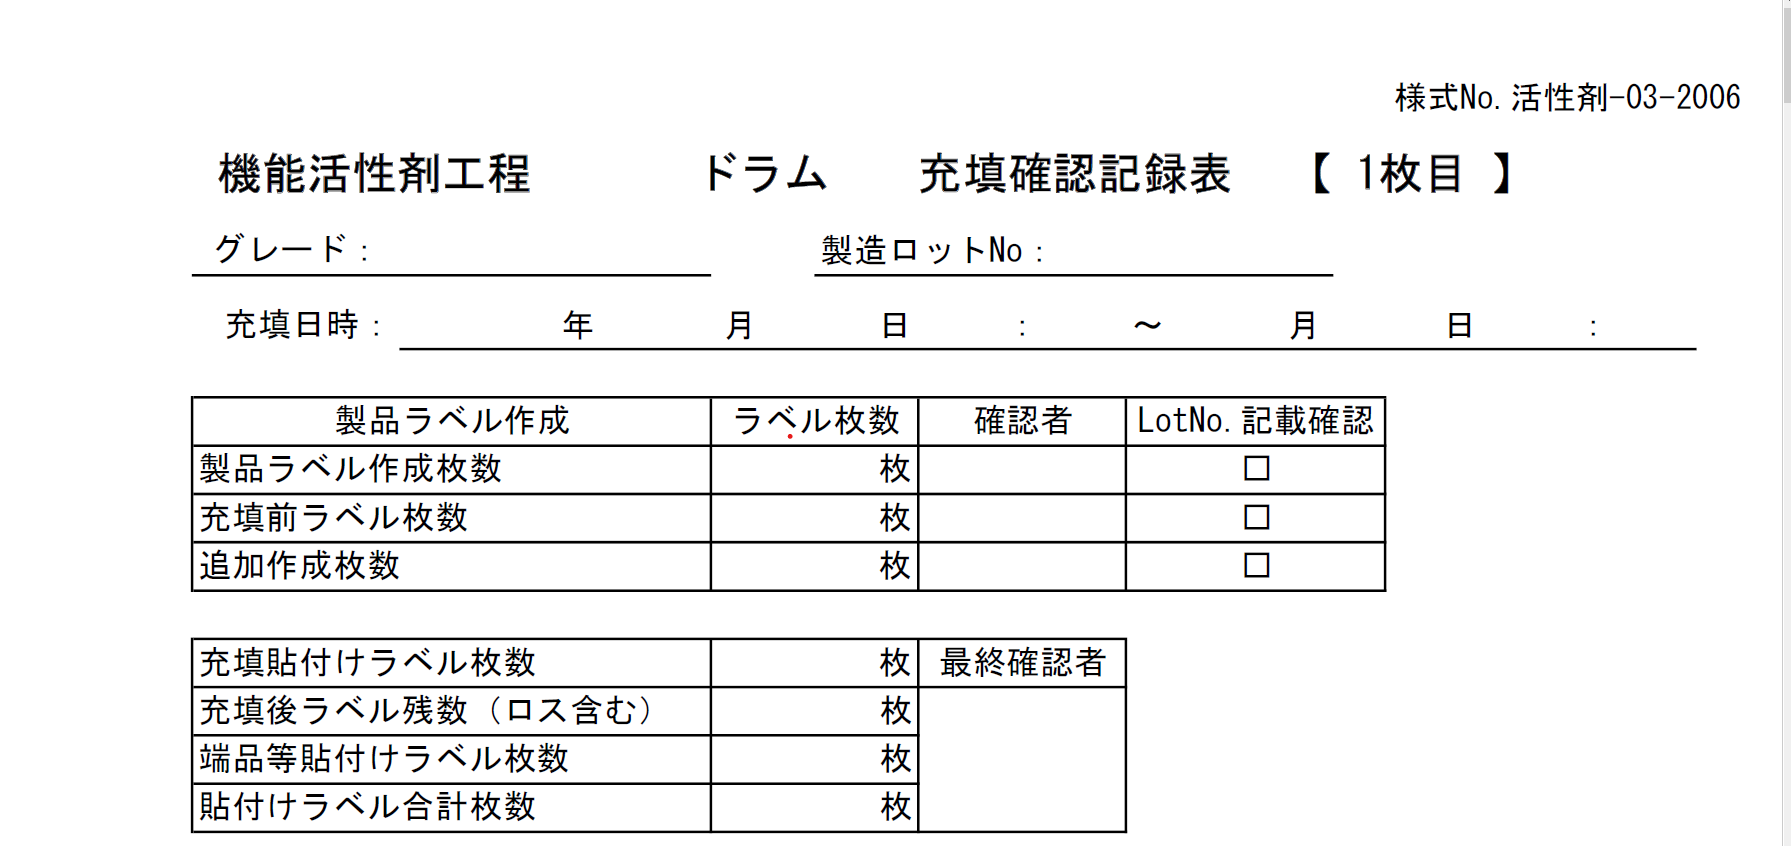 様式No.活性剤-03-2006
機能活性剤工程 ドラム 充填確認記録表 【 1枚目 】
グレード： 製造ロットNo：
充填日時： 年 月 日 ： ～ 月 日 ：
製品ラベル作成 ラベル枚数 確認者 LotNo.記載確認
製品ラベル作成枚数 枚 □
充填前ラベル枚数 枚 □
追加作成枚数 枚 □
充填貼付けラベル枚数 枚 最終確認者
充填後ラベル残数（ロス含む） 枚
端品等貼付けラベル枚数 枚
貼付けラベル合計枚数 枚